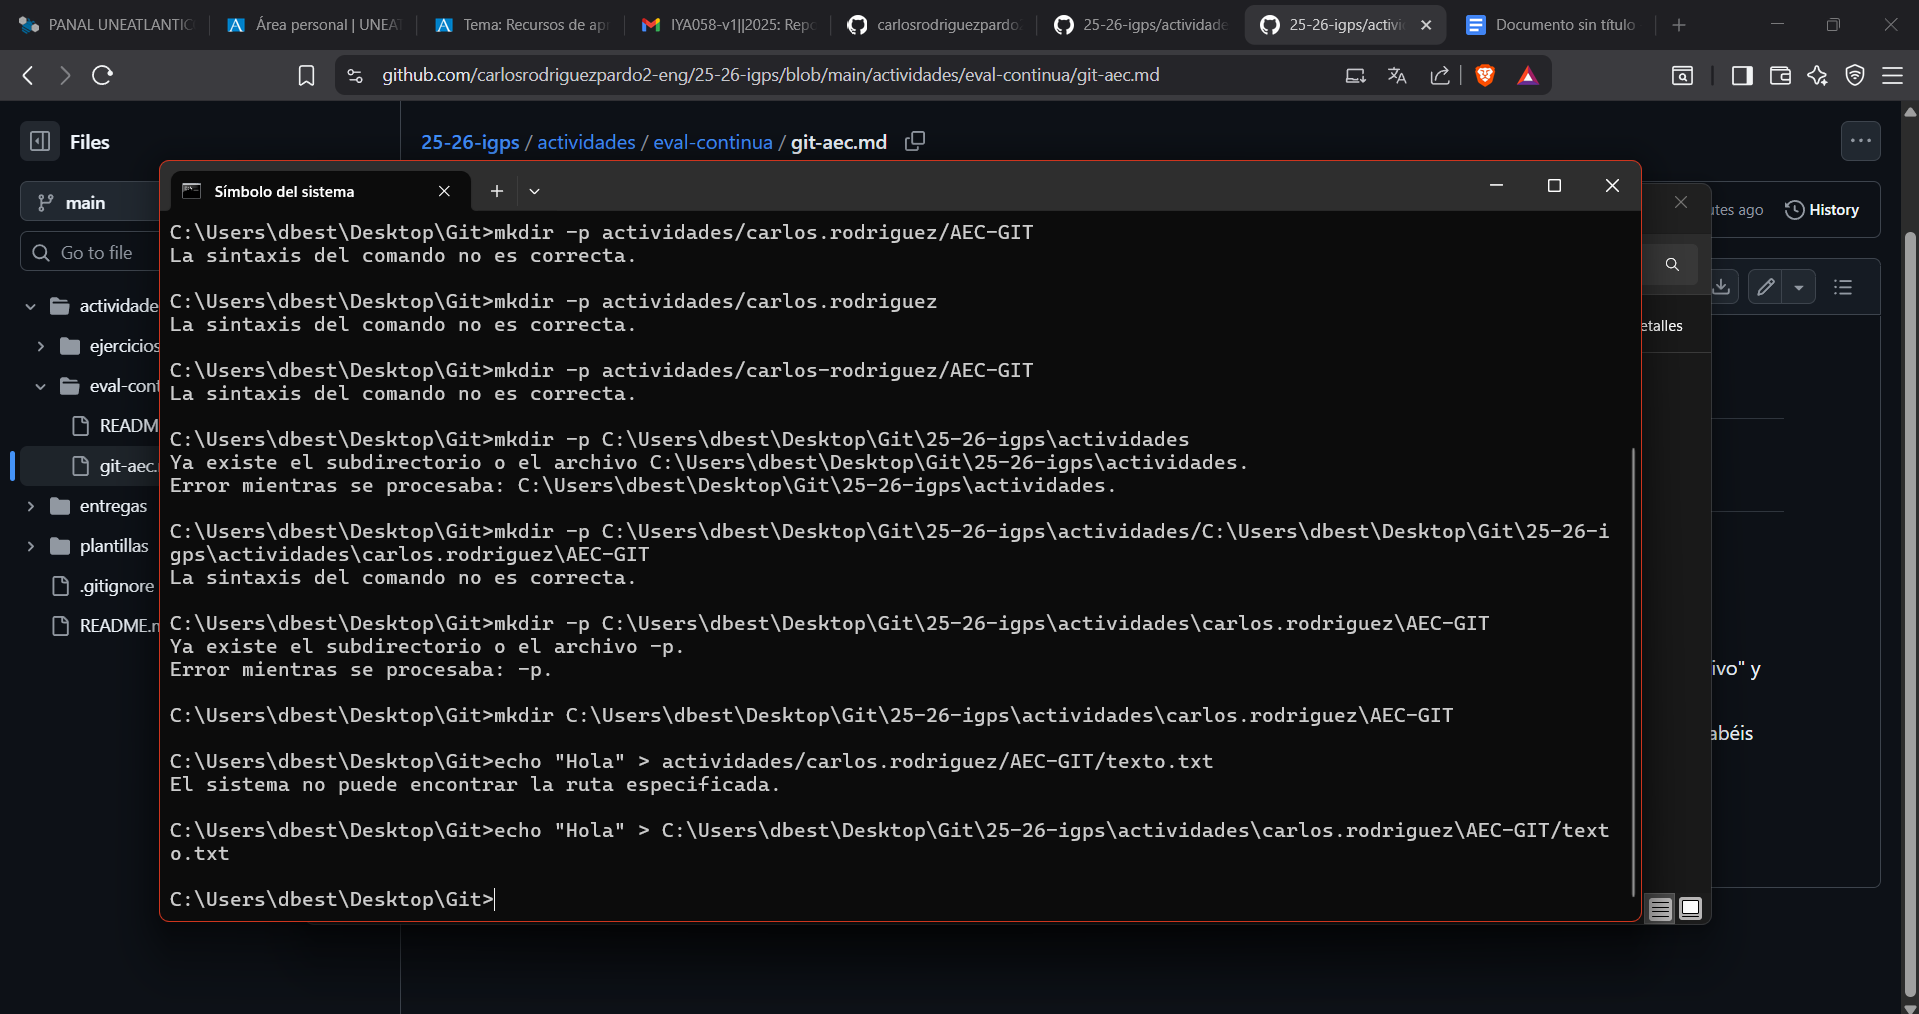 PANAL UNEATLANTIC
Área personal | UNEAT
Tema: Recursos de ap
IYA058-v1||2025: Repo
carlosrodriguezpardo
25-26-igps/actividade
25-26-igps/activi
Documento sin título
github.com/carlosrodriguezpardo2-eng/25-26-igps/blob/main/actividades/eval-continua/git-aec.md
Files
25-26-igps / actividades / eval-continua / git-aec.md
main
Go to file
actividade
ejercicios
eval-cont
READM
git-aec.
entregas
plantillas
.gitignore
README.m
utes ago
History
etalles
ivo" y
abéis
Símbolo del sistema
C:\Users\dbest\Desktop\Git>mkdir -p actividades/carlos.rodriguez/AEC-GIT
La sintaxis del comando no es correcta.
C:\Users\dbest\Desktop\Git>mkdir -p actividades/carlos.rodriguez
La sintaxis del comando no es correcta.
C:\Users\dbest\Desktop\Git>mkdir -p actividades/carlos-rodriguez/AEC-GIT
La sintaxis del comando no es correcta.
C:\Users\dbest\Desktop\Git>mkdir -p C:\Users\dbest\Desktop\Git\25-26-igps\actividades
Ya existe el subdirectorio o el archivo C:\Users\dbest\Desktop\Git\25-26-igps\actividades.
Error mientras se procesaba: C:\Users\dbest\Desktop\Git\25-26-igps\actividades.
C:\Users\dbest\Desktop\Git>mkdir -p C:\Users\dbest\Desktop\Git\25-26-igps\actividades/C:\Users\dbest\Desktop\Git\25-26-i
gps\actividades\carlos.rodriguez\AEC-GIT
La sintaxis del comando no es correcta.
C:\Users\dbest\Desktop\Git>mkdir -p C:\Users\dbest\Desktop\Git\25-26-igps\actividades\carlos.rodriguez\AEC-GIT
Ya existe el subdirectorio o el archivo -p.
Error mientras se procesaba: -p.
C:\Users\dbest\Desktop\Git>mkdir C:\Users\dbest\Desktop\Git\25-26-igps\actividades\carlos.rodriguez\AEC-GIT
C:\Users\dbest\Desktop\Git>echo "Hola" > actividades/carlos.rodriguez/AEC-GIT/texto.txt
El sistema no puede encontrar la ruta especificada.
C:\Users\dbest\Desktop\Git>echo "Hola" > C:\Users\dbest\Desktop\Git\25-26-igps\actividades\carlos.rodriguez\AEC-GIT/text
o.txt
C:\Users\dbest\Desktop\Git>